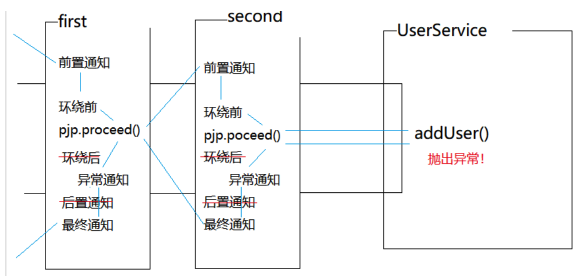 first
前置通知
环绕前
pjp.proceed()
环绕后
异常通知
后置通知
最终通知
second
前置通知
环绕前
pjp.poceed()
环绕后
异常通知
后置通知
最终通知
UserService
addUser()
抛出异常！